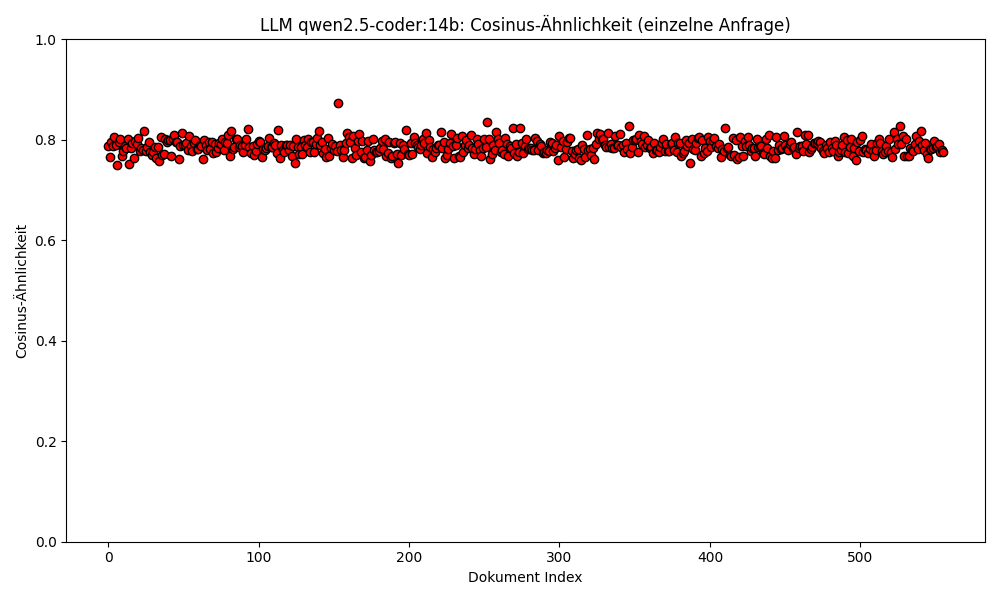 LLM qwen2.5-coder:14b: Cosinus-Ähnlichkeit (einzelne Anfrage)
1.0
0.8
0.6
0.4
0.2
0.0
Cosinus-Ähnlichkeit
0 100 200 300 400 500
Dokument Index